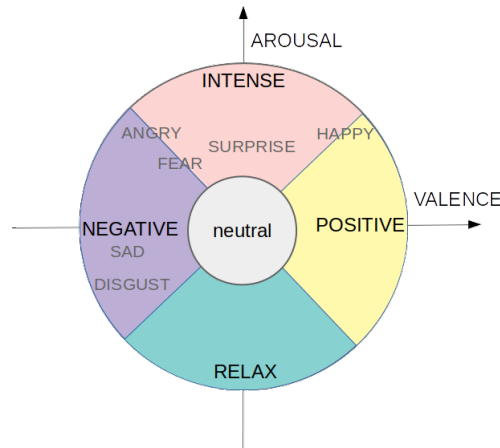 AROUSAL
INTENSE
ANGRY
HAPPY
SURPRISE
FEAR
VALENCE
NEGATIVE
neutral
POSITIVE
SAD
DISGUST
RELAX